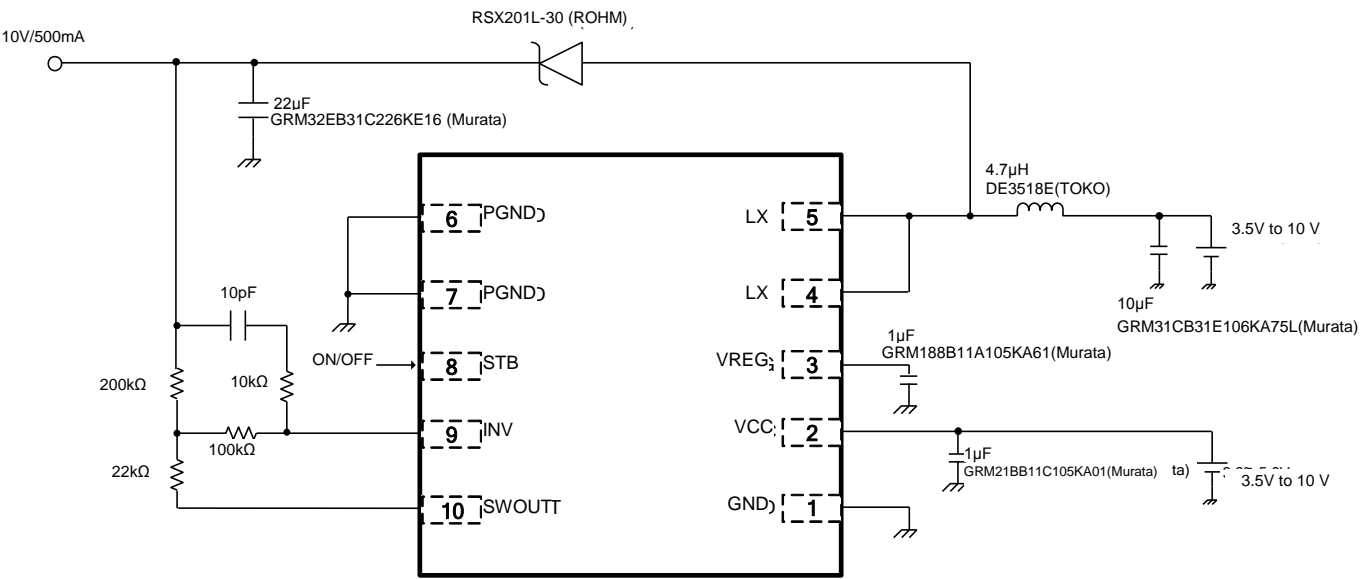 RSX201L-30 (ROHM)
10V/500mA
22µF
GRM32EB31C226KE16 (Murata)
4.7µH
DE3518E(TOKO)
6 PGND
LX 5
3.5V to 10 V
10pF
7 PGND
LX 4
10µF
GRM31CB31E106KA75L(Murata)
1µF
GRM188B11A105KA61(Murata)
ON/OFF
8 STB
VREG 3
200kΩ
10kΩ
9 INV
VCC 2
100kΩ
1µF
GRM21BB11C105KA01(Murata) ta)
22kΩ
3.5V to 10 V
10 SWOUTT
GND 1